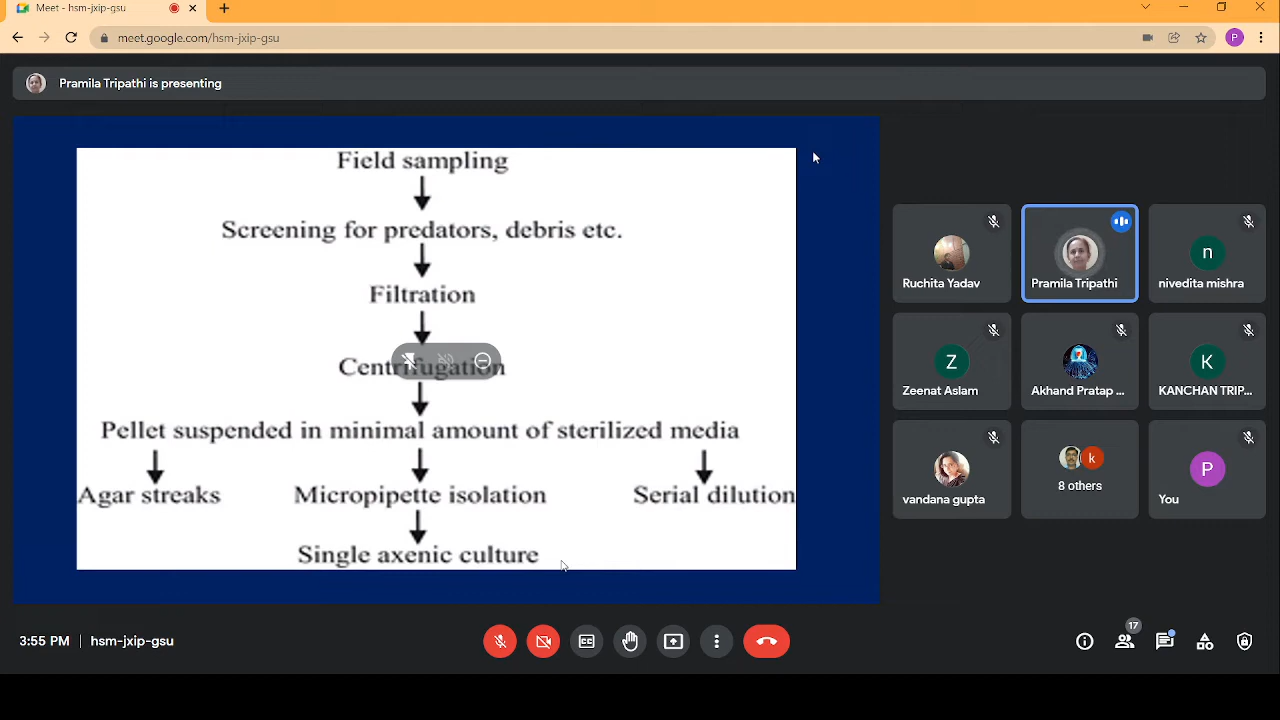 Meet - hsm-jxip-gsu
meet.google.com/hsm-jxip-gsu
P
Pramila Tripathi is presenting
Field sampling
Screening for predators, debris etc.
Filtration
Centrifugation
Pellet suspended in minimal amount of sterilized media
Agar streaks Micropipette isolation Serial dilution
Single axenic culture
Ruchita Yadav
Pramila Tripathi
n
nivedita mishra
Z
Zeenat Aslam
Akhand Pratap ...
K
KANCHAN TRIP...
vandana gupta
k
8 others
P
You
3:55 PM | hsm-jxip-gsu
CC
17